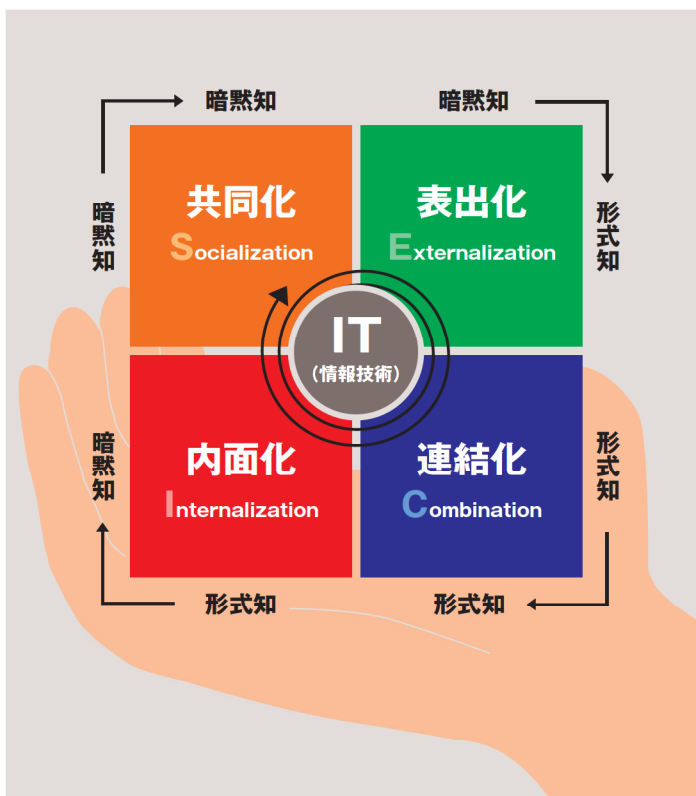 暗黙知
暗黙知
暗黙知
共同化
Socialization
表出化
Externalization
形式知
IT
（情報技術）
暗黙知
内面化
Internalization
連結化
Combination
形式知
形式知
形式知